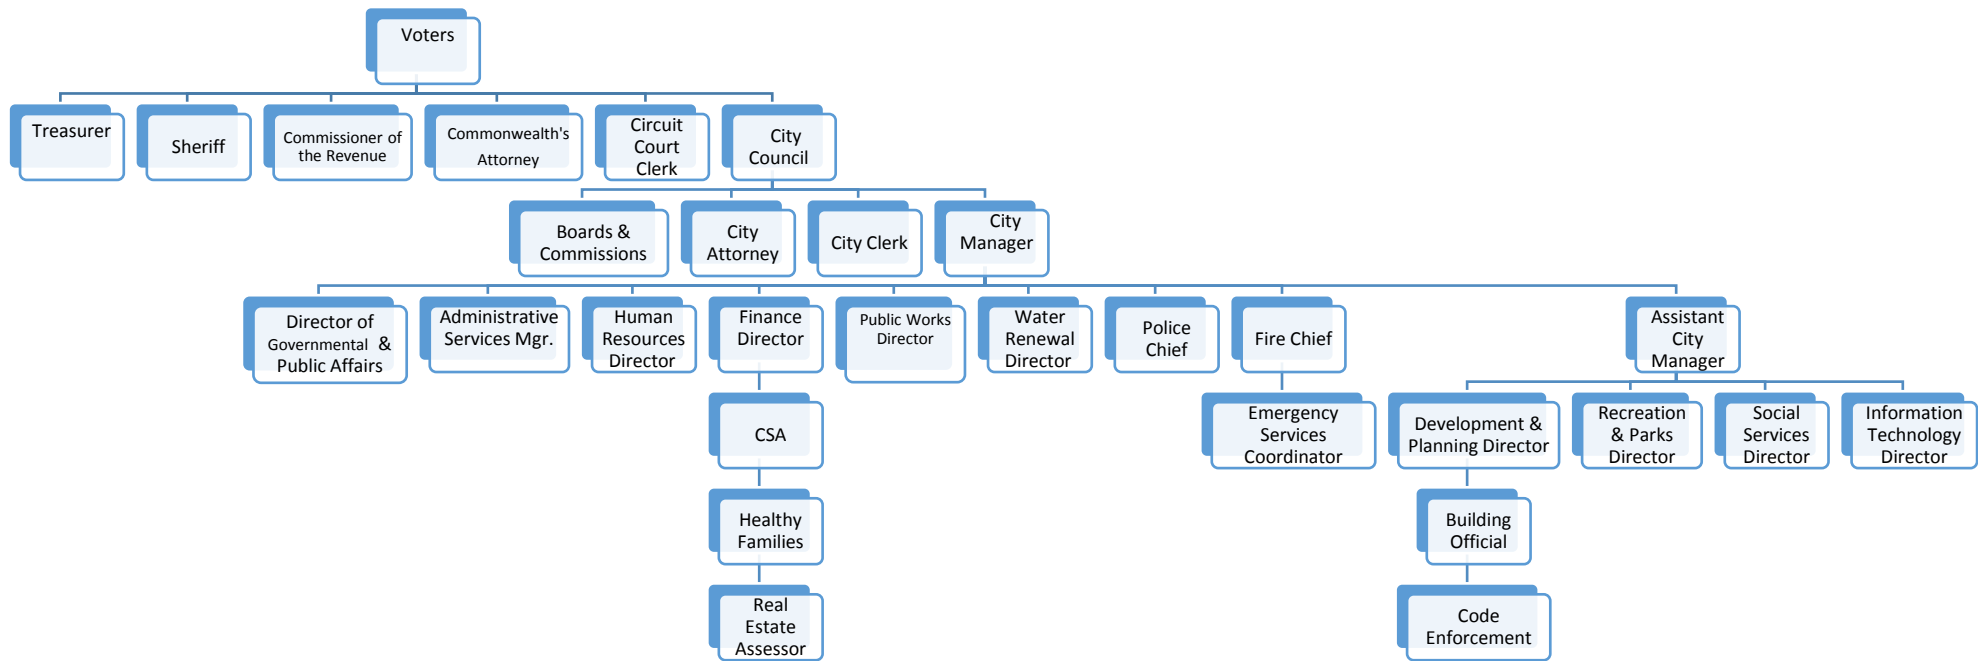 Voters
Treasurer
Sheriff
Commissioner of
the Revenue
Commonwealth's
Attorney
Circuit
Court
Clerk
City
Council
Boards &
Commissions
City
Attorney
City Clerk
City
Manager
Director of
Governmental &
Public Affairs
Administrative
Services Mgr.
Human
Resources
Director
Finance
Director
Public Works
Director
Water
Renewal
Director
Police
Chief
Fire Chief
Assistant
City
Manager
CSA
Emergency
Services
Coordinator
Development &
Planning Director
Recreation
& Parks
Director
Social
Services
Director
Information
Technology
Director
Healthy
Families
Building
Official
Real
Estate
Assessor
Code
Enforcement